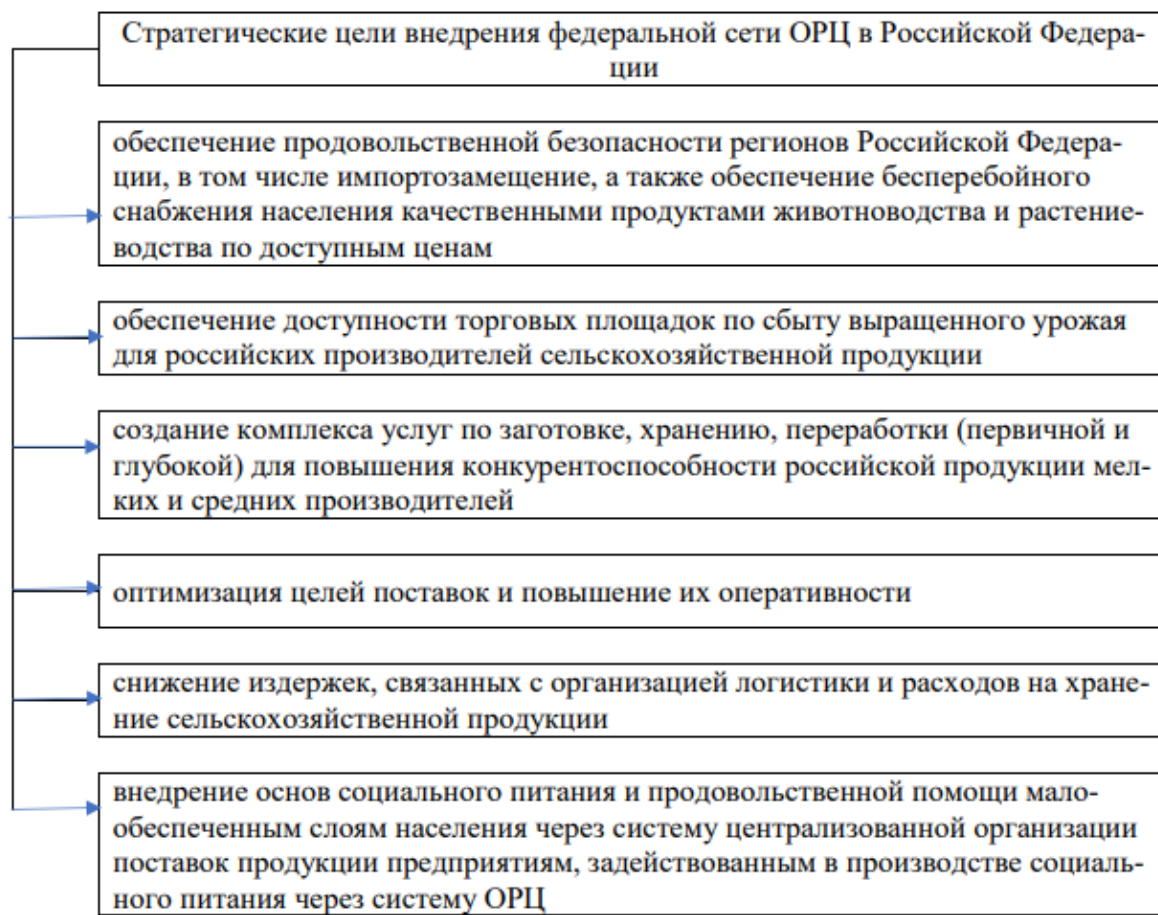 Стратегические цели внедрения федеральной сети ОРЦ в Российской Федера-
ции
обеспечение продовольственной безопасности регионов Российской Федера-
ции, в том числе импортозамещение, а также обеспечение бесперебойного
снабжения населения качественными продуктами животноводства и растение-
водства по доступным ценам
обеспечение доступности торговых площадок по сбыту выращенного урожая
для российских производителей сельскохозяйственной продукции
создание комплекса услуг по заготовке, хранению, переработки (первичной и
глубокой) для повышения конкурентоспособности российской продукции мел-
ких и средних производителей
оптимизация целей поставок и повышение их оперативности
снижение издержек, связанных с организацией логистики и расходов на хране-
ние сельскохозяйственной продукции
внедрение основ социального питания и продовольственной помощи мало-
обеспеченным слоям населения через систему централизованной организации
поставок продукции предприятиям, задействованным в производстве социаль-
ного питания через систему ОРЦ